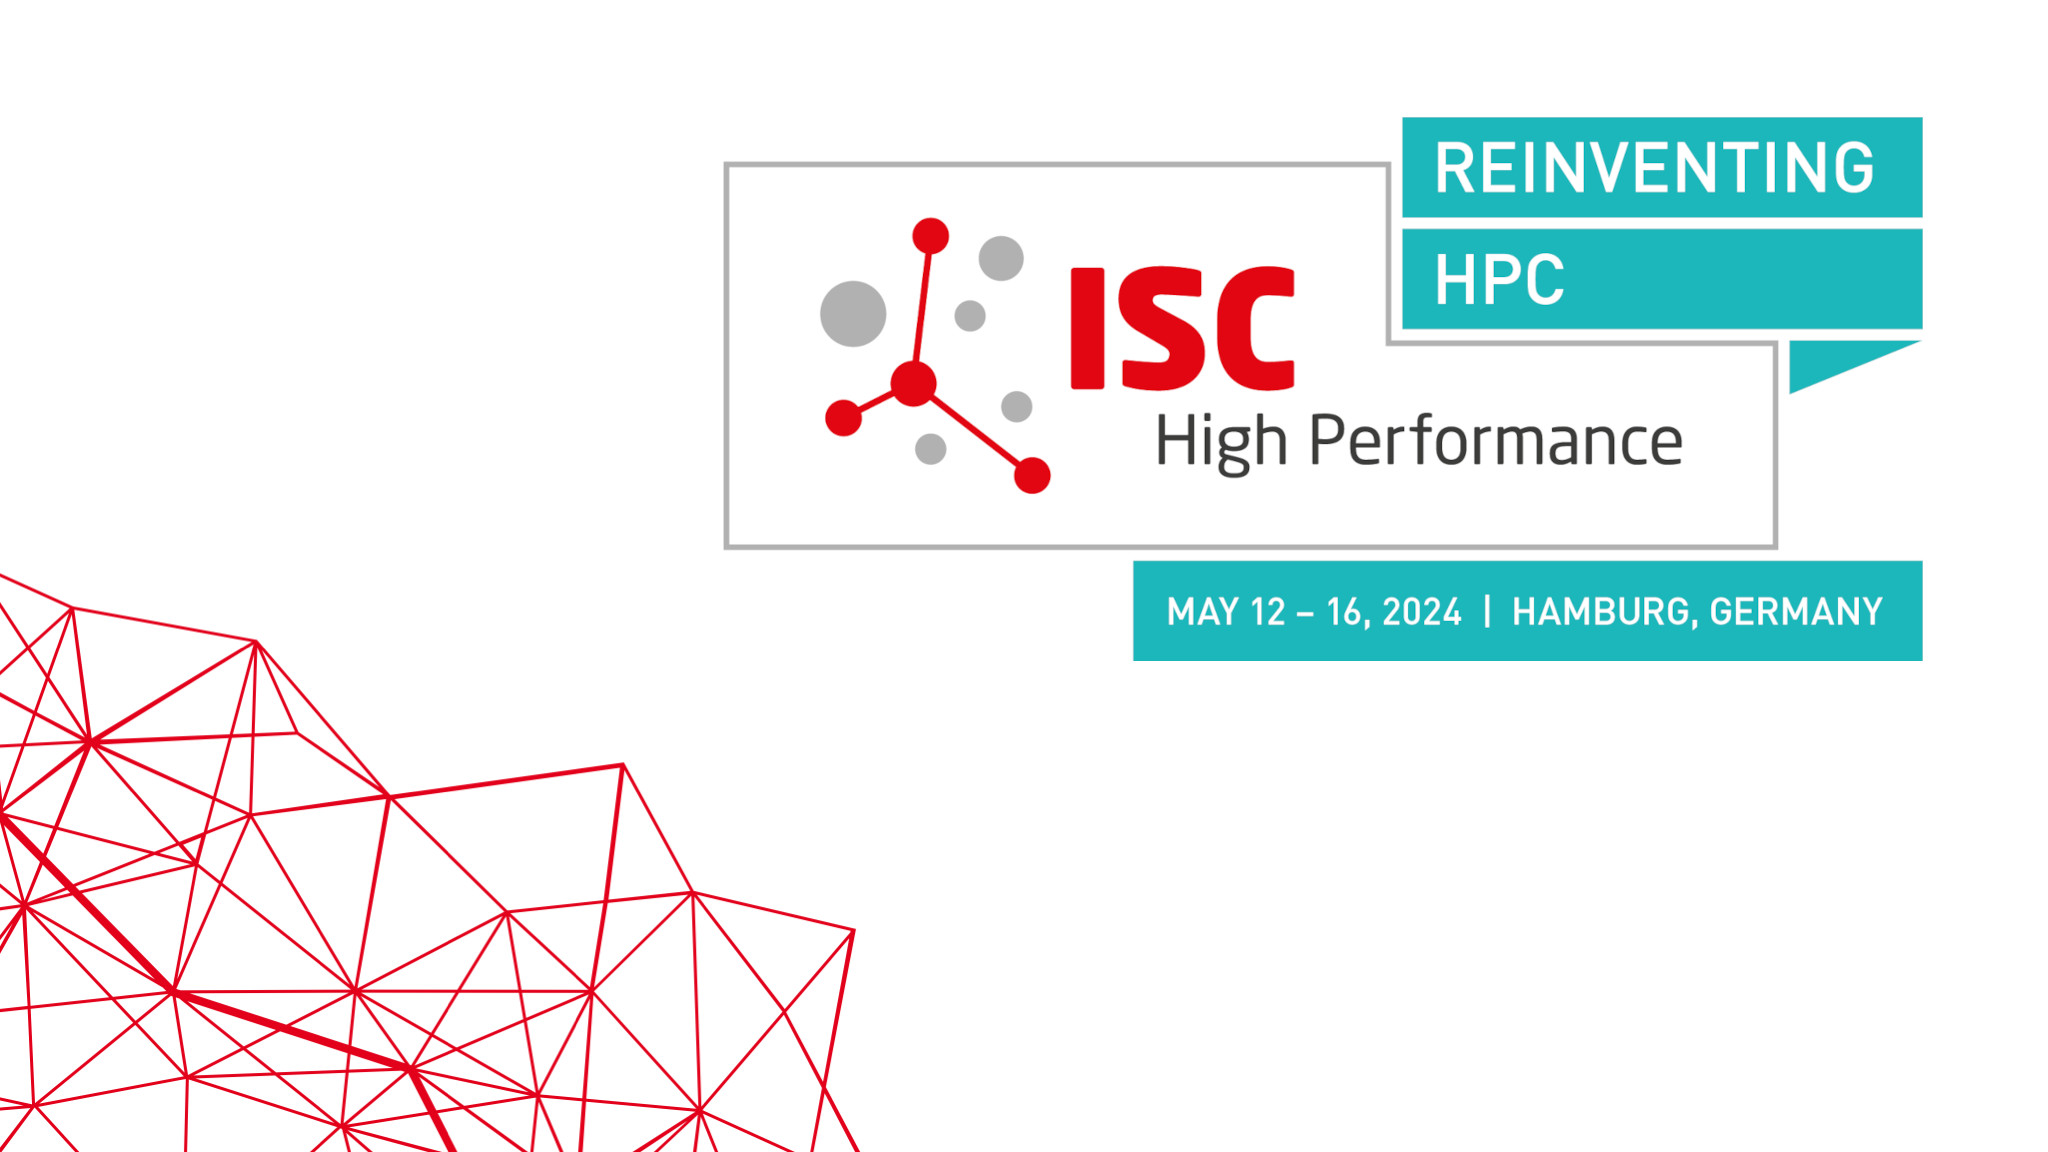 REINVENTING
HPC
ISC
High Performance
MAY 12 – 16, 2024 | HAMBURG, GERMANY